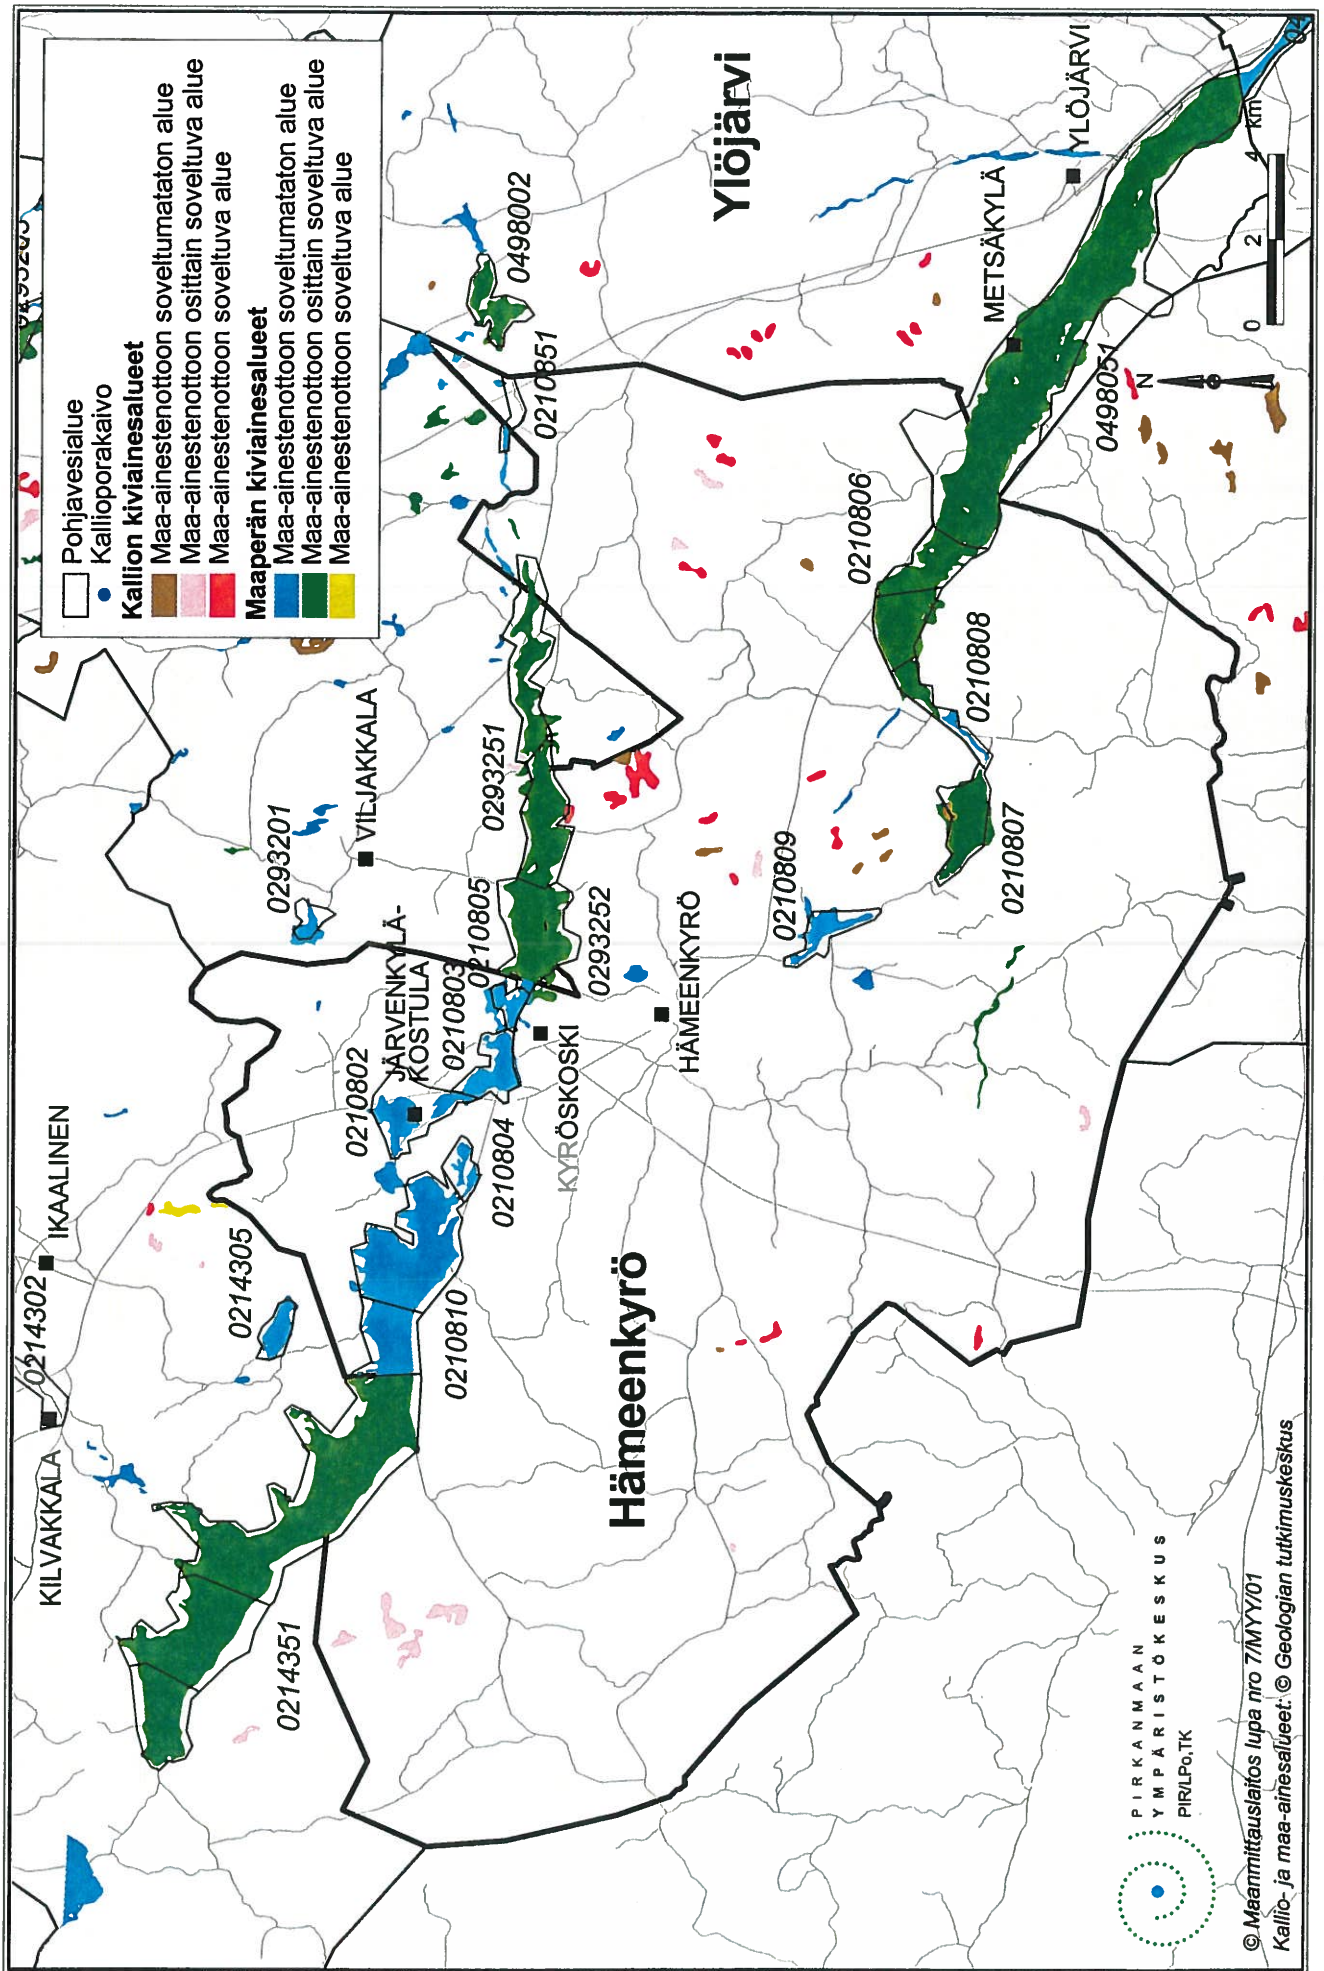 Pohjavesialue
Kallioporakaivo
Kallion kiviainesalueet
Maa-ainestenottoon soveltumaton alue
Maa-ainestenottoon osittain soveltuva alue
Maa-ainestenottoon soveltuva alue
Maaperän kiviainesalueet
Maa-ainestenottoon soveltumaton alue
Maa-ainestenottoon osittain soveltuva alue
Maa-ainestenottoon soveltuva alue
KILVAKKALA
0214302
IKAALINEN
0214305
0214351
0210802
JÄRVENKYLÄ-
KOSTULA
0210803
0210804
0210810
0210805
0293201
VILJAKKALA
0293251
0293252
KYRÖSKOSKI
HÄMEENKYRÖ
Hämeenkyrö
0210809
0210807
0210808
0210806
0210851
0498002
Ylöjärvi
METSÄKYLÄ
YLÖJÄRVI
0498051
N
0 2 4
km
PIRKANMAAN
YMPÄRISTÖKESKUS
PIR/LPo,TK
© Maanmittauslaitos lupa nro 7/MYY/01
Kallio- ja maa-ainesalueet: © Geologian tutkimuskeskus